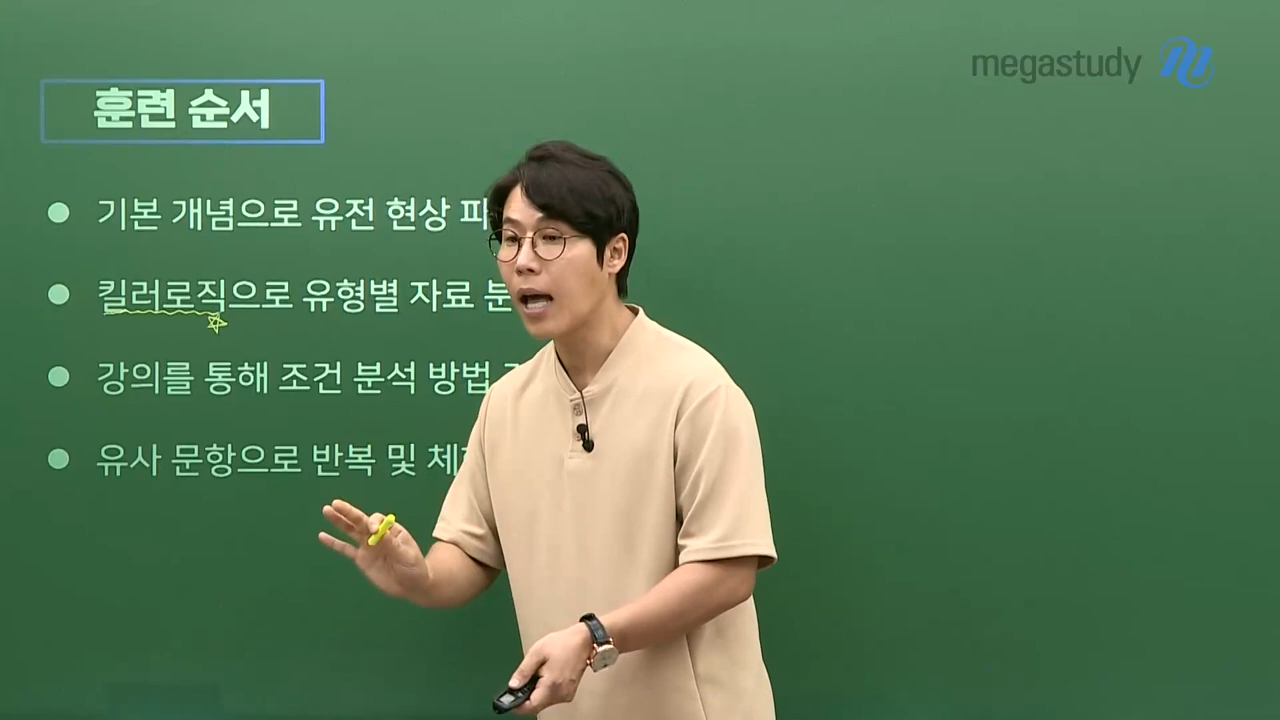 megastudy
훈련 순서
기본 개념으로 유전 현상
킬러로직으로 유형별 자료
강의를 통해 조건 분석 방법
유사 문항으로 반복 및